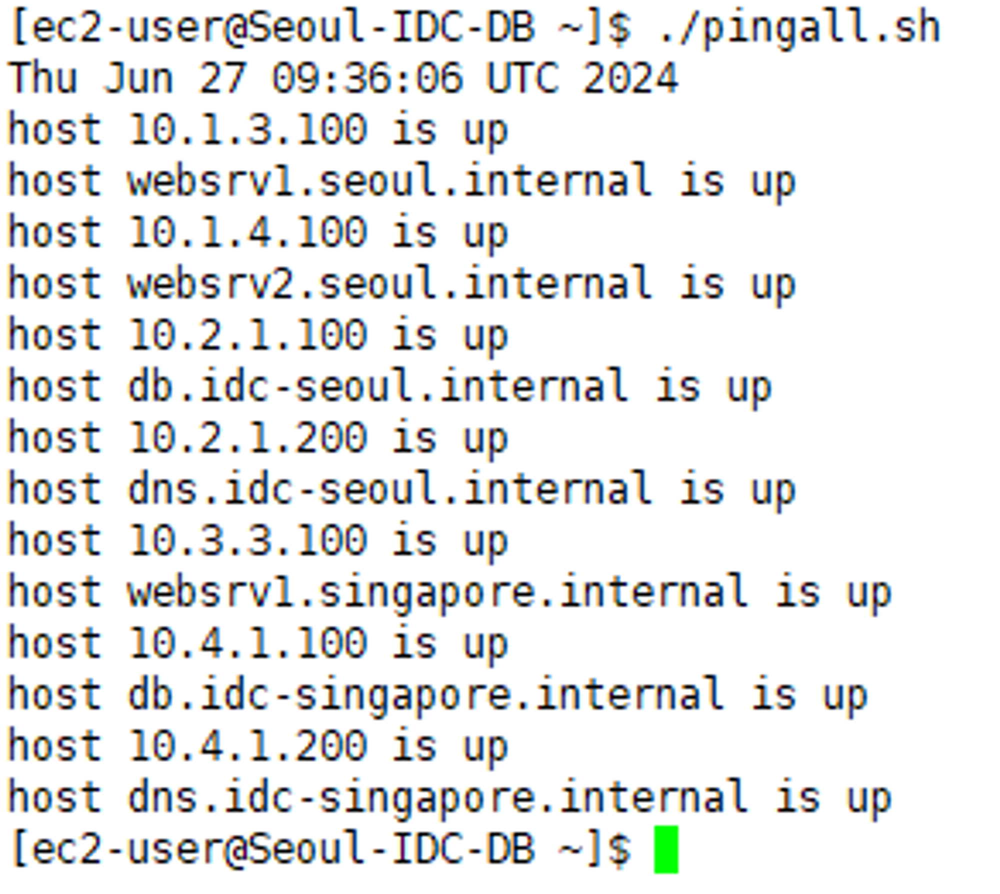 [ec2-user@Seoul-IDC-DB ~]$ ./pingall.sh
Thu Jun 27 09:36:06 UTC 2024
host 10.1.3.100 is up
host websrv1.seoul.internal is up
host 10.1.4.100 is up
host websrv2.seoul.internal is up
host 10.2.1.100 is up
host db.idc-seoul.internal is up
host 10.2.1.200 is up
host dns.idc-seoul.internal is up
host 10.3.3.100 is up
host websrv1.singapore.internal is up
host 10.4.1.100 is up
host db.idc-singapore.internal is up
host 10.4.1.200 is up
host dns.idc-singapore.internal is up
[ec2-user@Seoul-IDC-DB ~]$